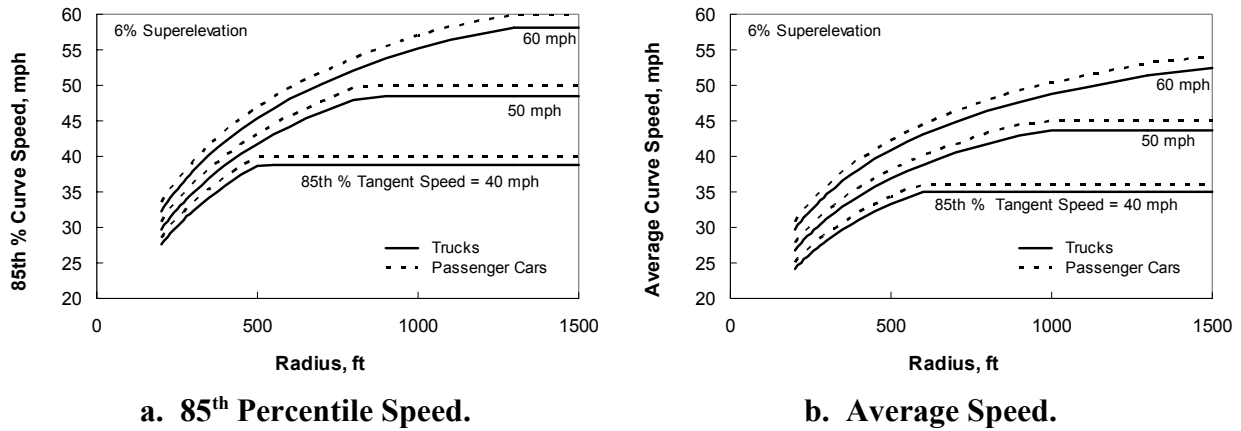 6% Superelevation
60
55
50
45
40
35
30
25
20
85th % Curve Speed, mph
60 mph
50 mph
85th % Tangent Speed = 40 mph
Trucks
Passenger Cars
0
500
1000
1500
Radius, ft
a. 85th Percentile Speed.
6% Superelevation
60
55
50
45
40
35
30
25
20
Average Curve Speed, mph
60 mph
50 mph
85th % Tangent Speed = 40 mph
Trucks
Passenger Cars
0
500
1000
1500
Radius, ft
b. Average Speed.